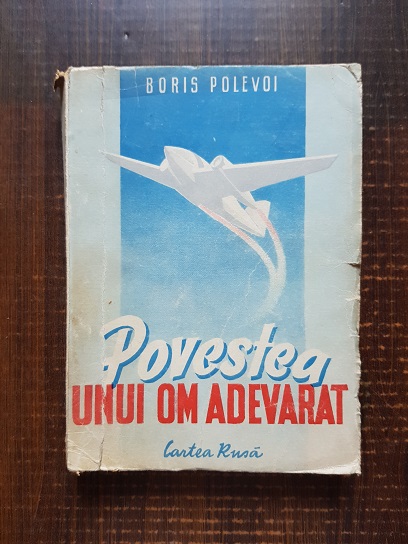 BORIS POLEVOI
Povestea
UNUI OM ADEVARAT
Cartea Rusă